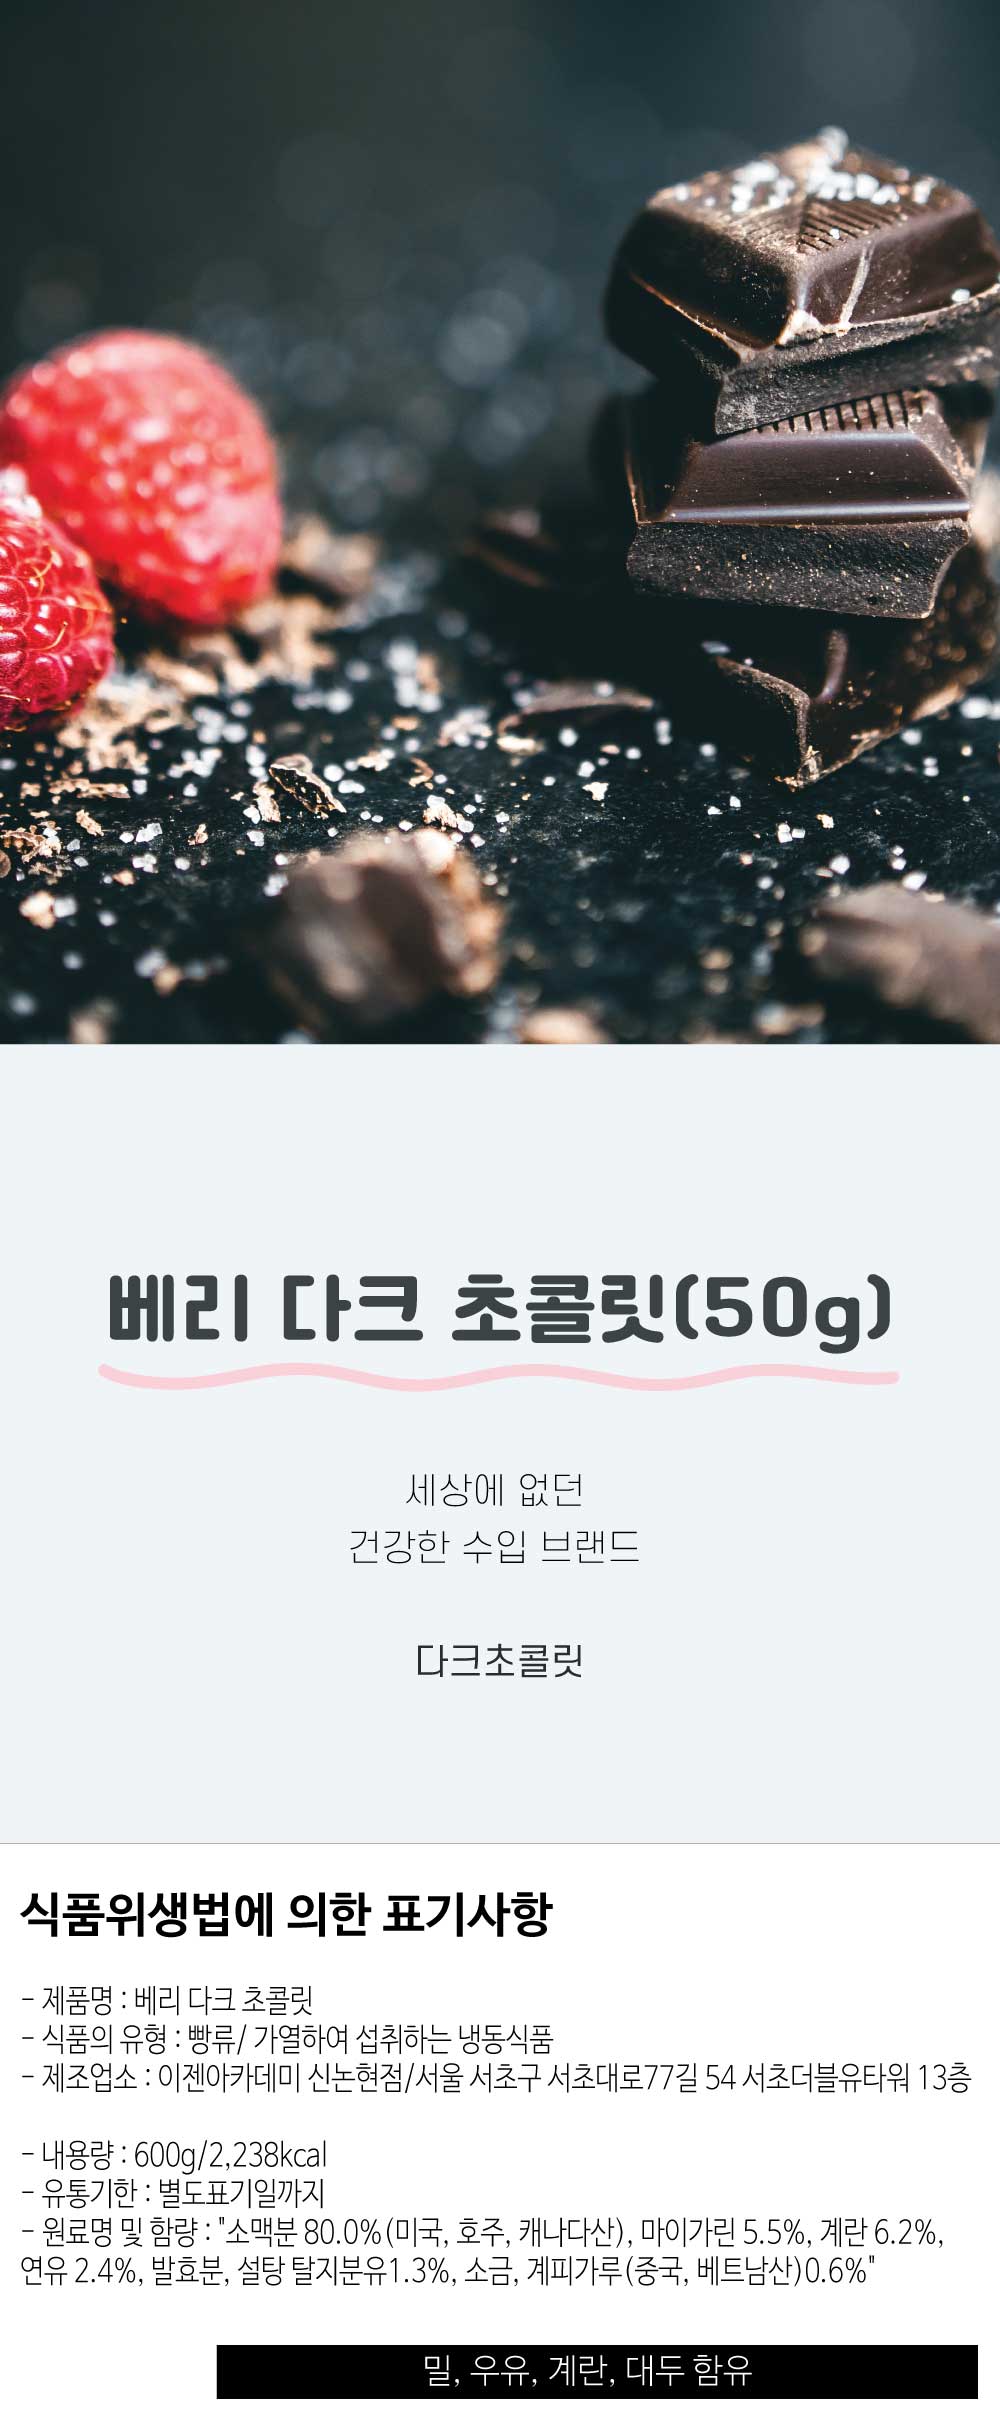 베리 다크 초콜릿(50g)
세상에 없던
건강한 수입 브랜드
다크초콜릿
식품위생법에 의한 표기사항
- 제품명 : 베리 다크 초콜릿
- 식품의 유형 : 빵류/ 가열하여 섭취하는 냉동식품
- 제조업소 : 이젠아카데미 신논현점/서울 서초구 서초대로77길 54 서초더블유타워 13층
- 내용량 : 600g/2,238kcal
- 유통기한 : 별도표기일까지
- 원료명 및 함량 : "소맥분 80.0%(미국, 호주, 캐나다산), 마이가린 5.5%, 계란 6.2%,
연유 2.4%, 발효분, 설탕 탈지분유1.3%, 소금, 계피가루(중국, 베트남산)0.6%"
밀, 우유, 계란, 대두 함유